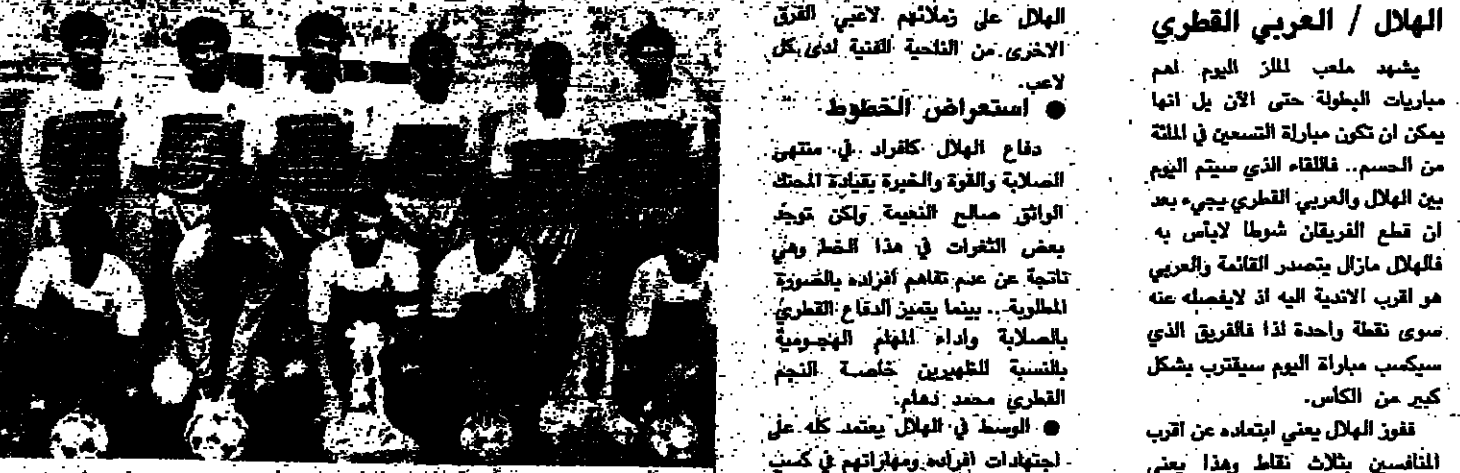 الهلال / العربي القطري
يشهد ملعب الملز اليوم اهم
مباريات البطولة حتى الآن بل انها
يمكن ان تكون مباراة التسعين في المئة
من الحسم.. فاللقاء الذي سيتم اليوم
بين الهلال والعربي القطري يجيء بعد
ان قطع الفريقان شوطا لابأس به
فالهلال مازال يتصدر القائمة والعربي
هو اقرب الاندية اليه اذ لايفصله عنه
سوى نقطة واحدة لذا فالفريق الذي
سيكسب مباراة اليوم سيقترب بشكل
كبير من الكأس.
ففوز الهلال يعني ابتعاده عن اقرب
المنافسين بثلاث نقاط وهذا يعني
الهلال على زملائهم لاعبي الفرق
الاخرى من الناحية الفنية لدى كل
لاعب.
● استعراض الخطوط
دفاع الهلال كافراد في منتهى
الصلابة والقوة والخبرة بقيادة المحنك
الواثق صالح النعيمة ولكن توجد
بعض الثغرات في هذا الخط وهي
ناتجة عن عدم تفاهم أفراده بالصورة
المطلوبة.. بينما يتميز الدفاع القطري
بالصلابة واداء المهام الهجومية
بالنسبة للظهيرين خاصة النجم
القطري محمد دهام.
● الوسط في الهلال يعتمد كله على
اجتهادات افراده ومهاراتهم في كسب